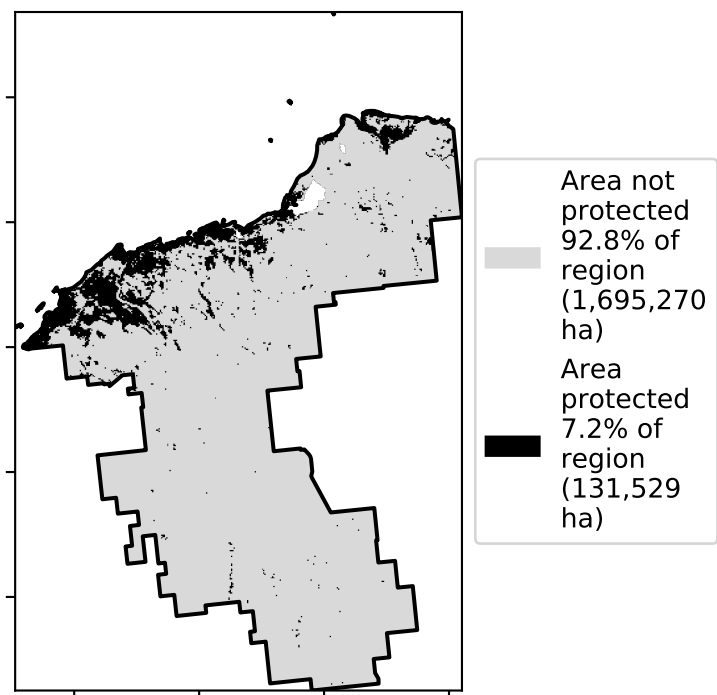 Area not
protected
92.8% of
region
(1,695,270
ha)
Area
protected
7.2% of
region
(131,529
ha)